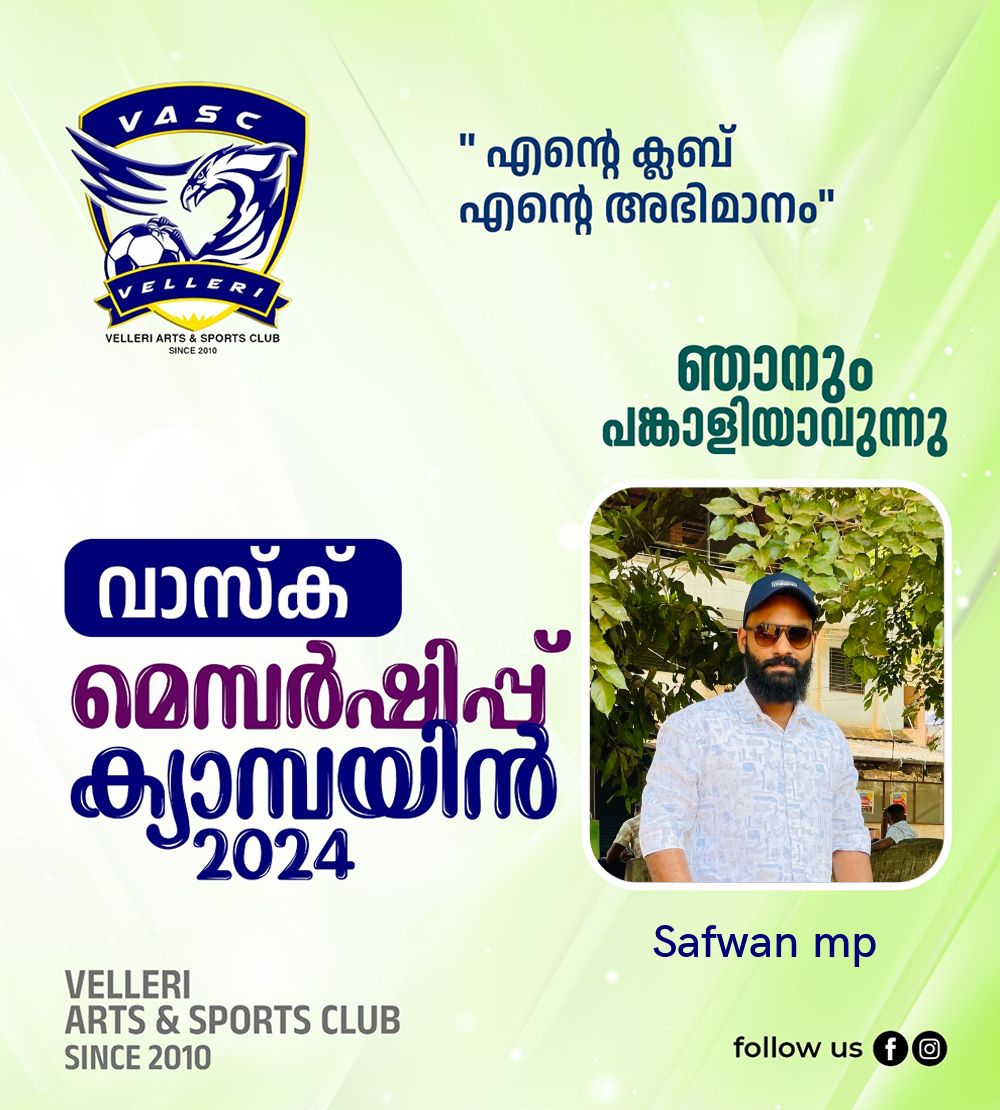 VASC
VELLERI
VELLERI ARTS & SPORTS CLUB
SINCE 2010
" എന്റെ ക്ലബ്
എന്റെ അഭിമാനം"
ഞാനും
പങ്കാളിയാവുന്നു
വാസ്ക്
മെമ്പർഷിപ്പ്
ക്യാമ്പയിൻ
2024
Safwan mp
VELLERI
ARTS & SPORTS CLUB
SINCE 2010
follow us